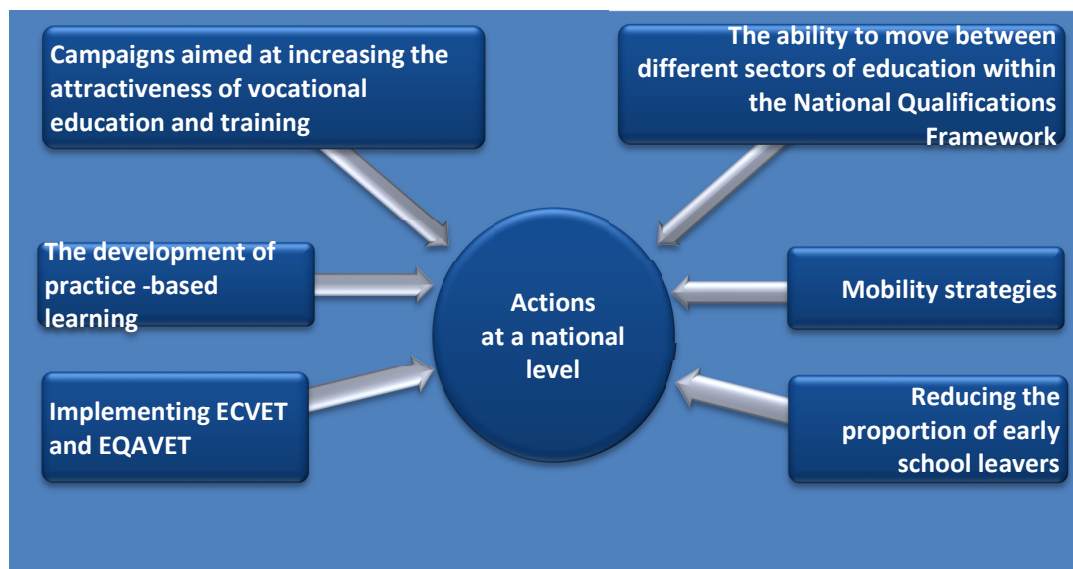 Campaigns aimed at increasing the
attractiveness of vocational
education and training
The ability to move between
different sectors of education within
the National Qualifications
Framework
The development of
practice -based
learning
Actions
at a national
level
Mobility strategies
Implementing ECVET
and EQAVET
Reducing the
proportion of early
school leavers